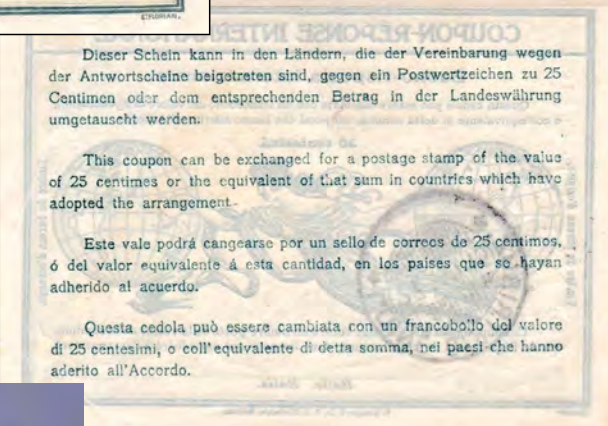 E. FLORIAN.
COUPON-RÉPONSE INTERNATIONAL
Dieser Schein kann in den Ländern, die der Vereinbarung wegen
der Antwortscheine beigetreten sind, gegen ein Postwertzeichen zu 25
Centimen oder dem entsprechenden Betrag in der Landeswährung
umgetauscht werden.
This coupon can be exchanged for a postage stamp of the value
of 25 centimes or the equivalent of that sum in countries which have
adopted the arrangement.
Este vale podrá cangearse por un sello de correos de 25 centimos,
ó del valor equivalente á esta cantidad, en los paises que se hayan
adherido al acuerdo.
Questa cedola può essere cambiata con un francobollo del valore
di 25 centesimi, o coll'equivalente di detta somma, nei paesi che hanno
aderito all'Accordo.